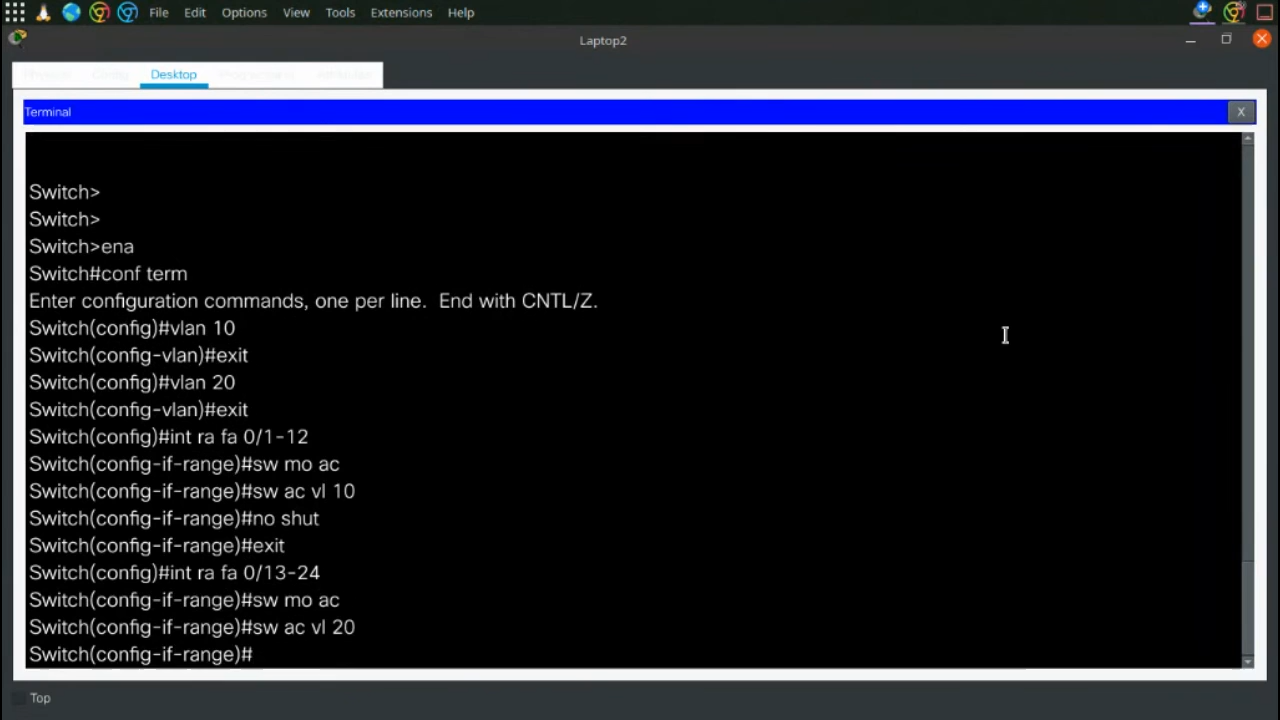 File Edit Options View Tools Extensions Help
Laptop2
Desktop
Terminal
X
Switch>
Switch>
Switch>ena
Switch#conf term
Enter configuration commands, one per line.  End with CNTL/Z.
Switch(config)#vlan 10
Switch(config-vlan)#exit
Switch(config)#vlan 20
Switch(config-vlan)#exit
Switch(config)#int ra fa 0/1-12
Switch(config-if-range)#sw mo ac
Switch(config-if-range)#sw ac vl 10
Switch(config-if-range)#no shut
Switch(config-if-range)#exit
Switch(config)#int ra fa 0/13-24
Switch(config-if-range)#sw mo ac
Switch(config-if-range)#sw ac vl 20
Switch(config-if-range)#
Top